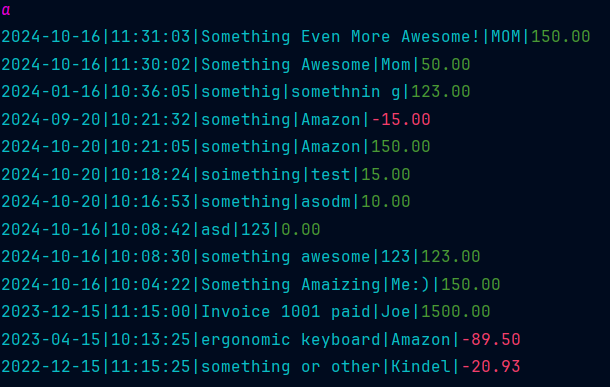 a
2024-10-16|11:31:03|Something Even More Awesome!|MOM|150.00
2024-10-16|11:30:02|Something Awesome|Mom|50.00
2024-01-16|10:36:05|somethig|somethnin g|123.00
2024-09-20|10:21:32|something|Amazon|-15.00
2024-10-20|10:21:05|something|Amazon|150.00
2024-10-20|10:18:24|soimething|test|15.00
2024-10-20|10:16:53|something|asodm|10.00
2024-10-16|10:08:42|asd|123|0.00
2024-10-16|10:08:30|something awesome|123|123.00
2024-10-16|10:04:22|Something Amaizing|Me:)|150.00
2023-12-15|11:15:00|Invoice 1001 paid|Joe|1500.00
2023-04-15|10:13:25|ergonomic keyboard|Amazon|-89.50
2022-12-15|11:15:25|something or other|Kindel|-20.93